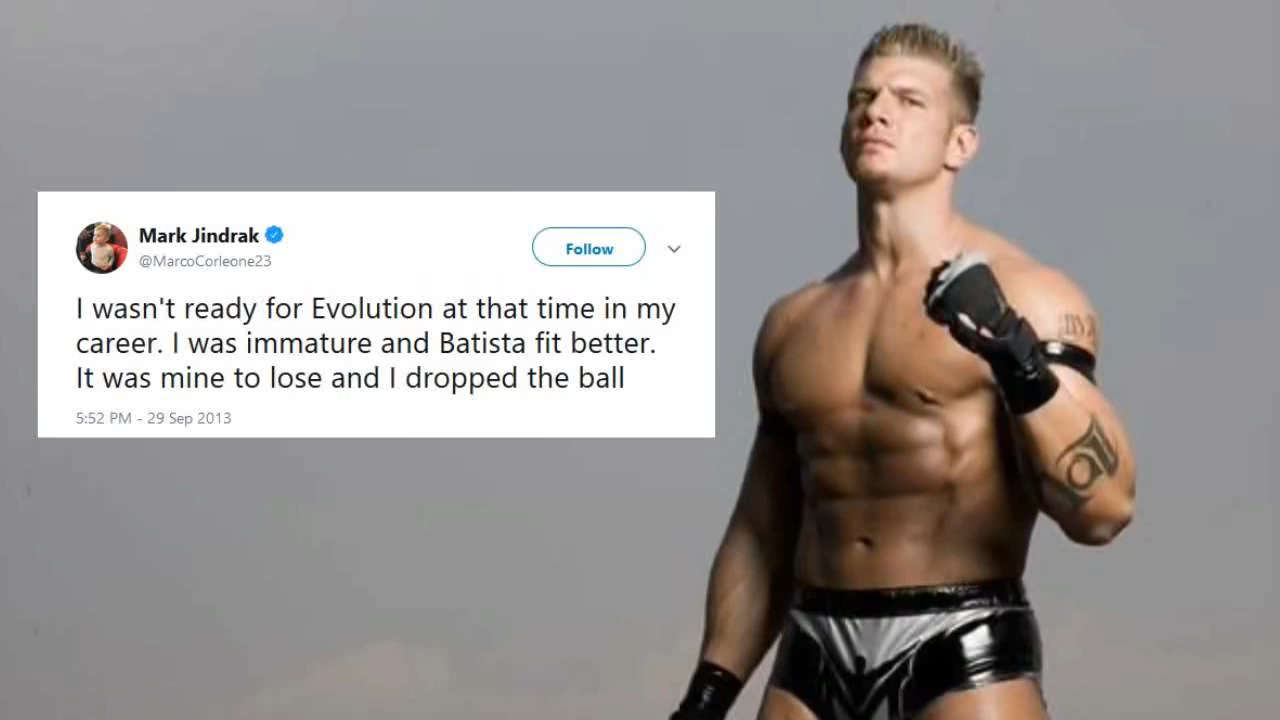 Mark Jindrak
@MarcoCorleone23
Follow
I wasn't ready for Evolution at that time in my
career. I was immature and Batista fit better.
It was mine to lose and I dropped the ball
5:52 PM - 29 Sep 2013